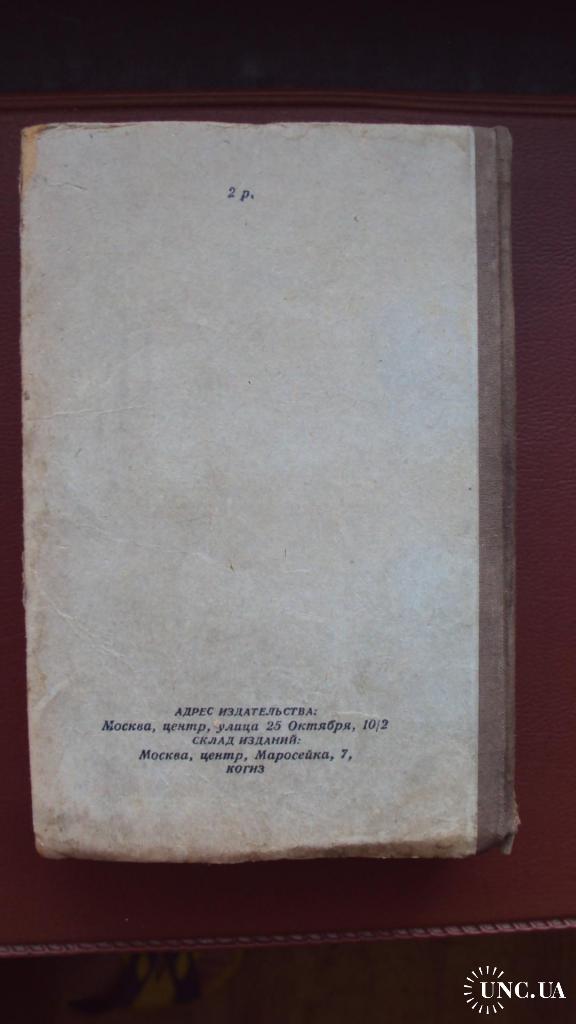 2 р.
АДРЕС ИЗДАТЕЛЬСТВА:
Москва, центр, улица 25 Октября, 10/2
СКЛАД ИЗДАНИЙ:
Москва, центр, Маросейка, 7,
КОГИЗ
UNC.UA